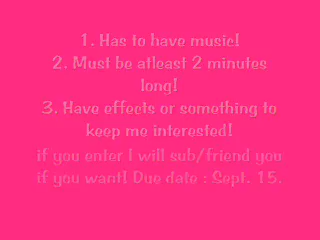 1. Has to have music!
2. Must be atleast 2 minutes
long!
3. Have effects or something to
keep me interested!
if you enter I will sub/friend you
if you want! Due date : Sept. 15.